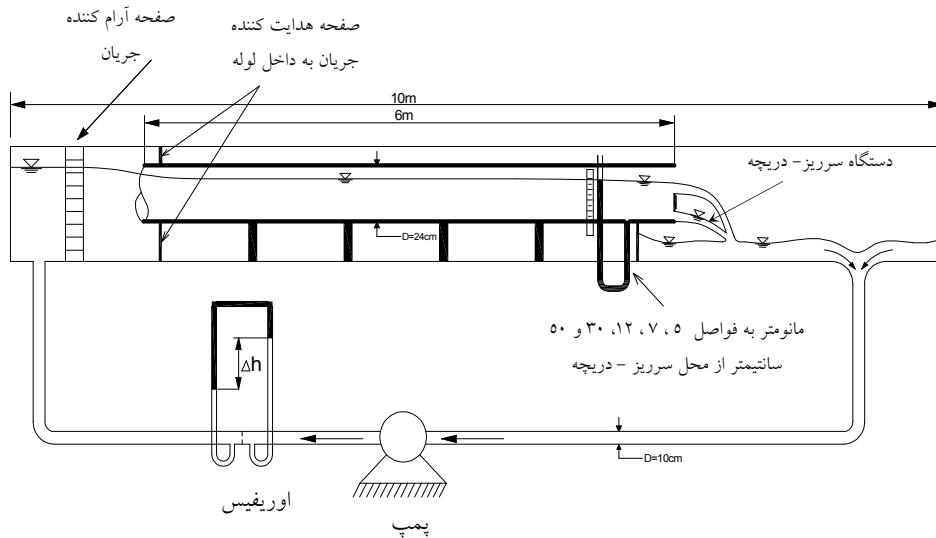 صفحه آرام کننده
جریان
صفحه هدایت کننده
جریان به داخل لوله
10m
6m
دستگاه سرریز- دریچه
D=24cm
مانومتر به فواصل ۵ ، ۷ ، ۱۲، ۳۰ و ۵۰
سانتیمتر از محل سرریز - دریچه
Δh
D=10cm
اوریفیس
پمپ